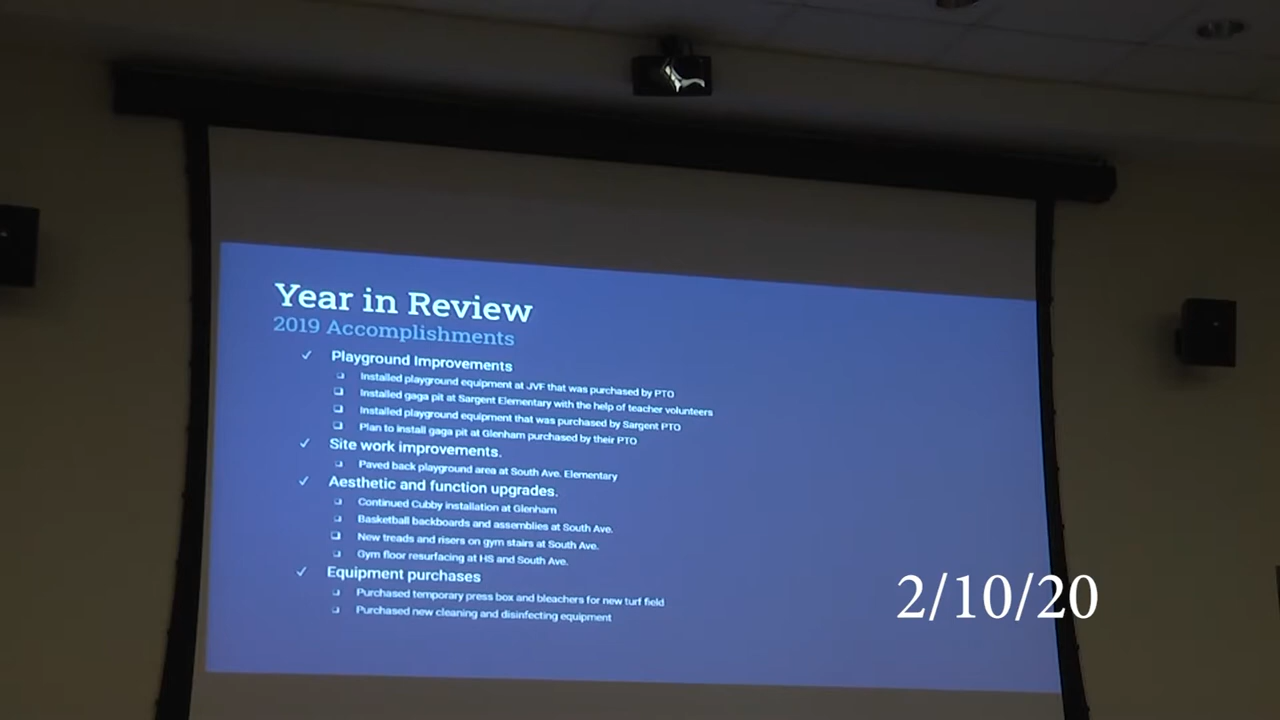 Year in Review
2019 Accomplishments
✓ Playground Improvements
❑ Installed playground equipment at JVF that was purchased by PTO
❑ Installed gaga pit at Sargent Elementary with the help of teacher volunteers
❑ Installed playground equipment that was purchased by Sargent PTO
❑ Plan to install gaga pit at Glenham purchased by their PTO
✓ Site work improvements.
❑ Paved back playground area at South Ave. Elementary
✓ Aesthetic and function upgrades.
❑ Continued Cubby installation at Glenham
❑ Basketball backboards and assemblies at South Ave.
❑ New treads and risers on gym stairs at South Ave.
❑ Gym floor resurfacing at HS and South Ave.
✓ Equipment purchases
❑ Purchased temporary press box and bleachers for new turf field
❑ Purchased new cleaning and disinfecting equipment
2/10/20